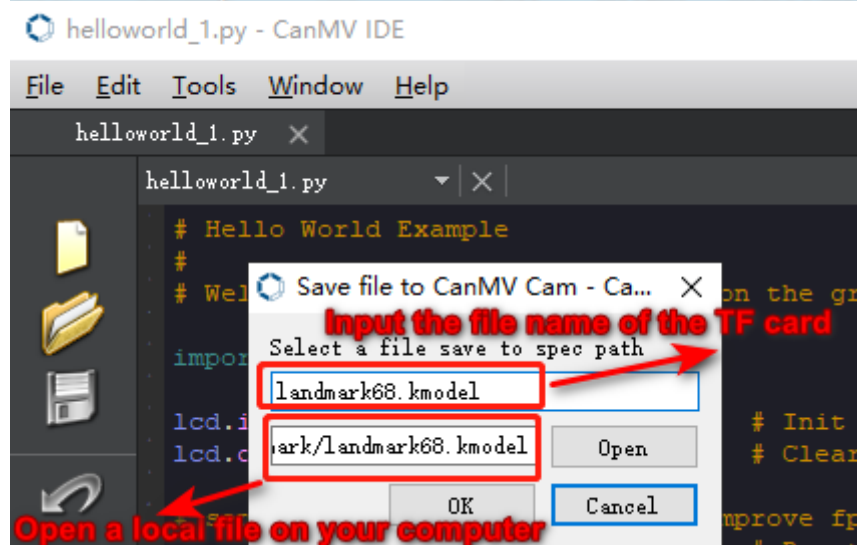 helloworld_1.py - CanMV IDE
File Edit Tools Window Help
helloworld_1.py
helloworld_1.py
# Hello World Example
#
# Wel
Save file to CanMV Cam - Ca...
on the gr
Input the file name of the TF card
Select a file save to spec path
impor
landmark68.kmodel
lcd.i
# Init
lcd.c
ark/landmark68.kmodel
Open
# Clear
OK
Cancel
mprove fp
Open a local file on your computer